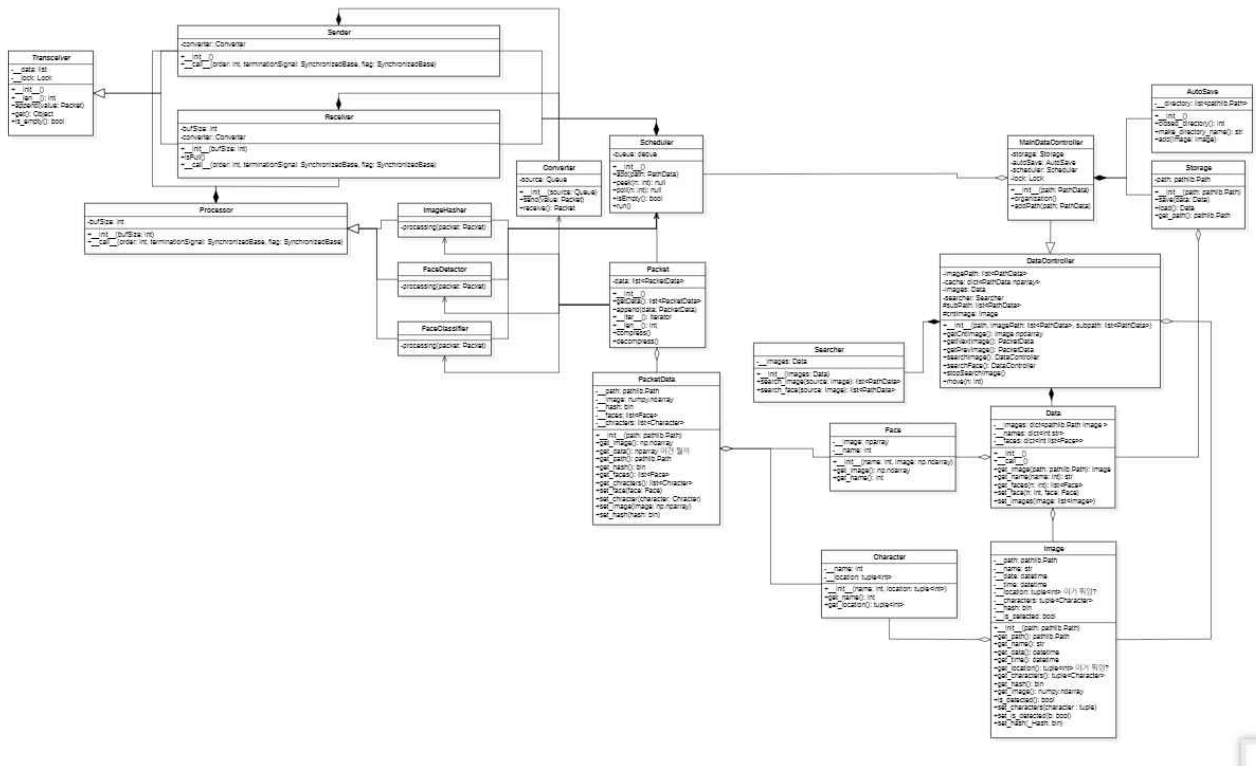 Sender
-converter: Converter
+__init__()
+__call__(order: int, terminationSignal: SynchronizedBase, flag: SynchronizedBase)
Transceiver
-__data: list
-__lock: Lock
+__init__()
+__len__(): int
+append(value: Packet)
+get(): Object
+is_empty(): bool
Receiver
-bufSize: int
-converter: Converter
+__init__(bufSize: int)
+isFull()
+__call__(order: int, terminationSignal: SynchronizedBase, flag: SynchronizedBase)
Processor
-bufSize: int
+__init__(bufSize: int)
+__call__(order: int, terminationSignal: SynchronizedBase, flag: SynchronizedBase)
Converter
-source: Queue
+__init__(source: Queue)
+send(value: Packet)
+receive(): Packet
Scheduler
-queue: deque
+__init__()
+add(path: PathData)
+peek(n: int): null
+poll(n: int): null
+isEmpty(): bool
+run()
ImageHasher
-processing(packet: Packet)
FaceDetector
-processing(packet: Packet)
FaceClassifier
-processing(packet: Packet)
Packet
-data: list<PacketData>
+__init__()
+getData(): list<PacketData>
+append(data: PacketData)
+__iter__(): Iterator
+__len__(): int
+compress()
+decompress()
PacketData
-__path: pathlib.Path
-__image: numpy.ndarray
-__hash: bin
-__faces: list<Face>
-__chracters: list<Character>
+__init__(path: pathlib.Path)
+get_image(): np.ndarray
+get_data(): nparray 이건 뭘까
+get_path(): pathlib.Path
+get_hash(): bin
+get_faces(): list<Face>
+get_chracters(): list<Chracter>
+set_face(face: Face)
+set_chracter(character: Chracter)
+set_image(image: np.nparray)
+set_hash(hash: bin)
MainDataController
-storage: Storage
-autoSave: AutoSave
-scheduler: Scheduler
-lock: Lock
+__init__(path: PathData)
+organization()
+addPath(path: PathData)
AutoSave
-__directory: list<pathlib.Path>
+__init__()
+based_directory(): int
+make_directory_name(): str
+add(image: Image)
Storage
-path: pathlib.Path
+__init__(path: pathlib.Path)
+save(data: Data)
+load(): Data
+get_path(): pathlib.Path
DataController
-imagePath: list<PathData>
-cache: dict<PathData nparray>
-images: Data
-searcher: Searcher
#subPath: list<PathData>
#cntImage: Image
+__init__(path, imagePath: list<PathData>, subpath: list<PathData>)
+getCntImage(): Image npdarray
+getNextImage(): PacketData
+getPrevImage(): PacketData
+searchImage(): DataController
+searchFace(): DataController
+stopSearchImage()
+move(n: int)
Searcher
-__images: Data
+__init__(images: Data)
+search_image(source: Image): list<PathData>
+search_face(source: Image): list<PathData>
Face
-__image: nparray
-__name: int
+__init__(name: int, image: np.ndarray)
+get_image(): np.ndarray
+get_name(): int
Data
-__images: dict<pathlib.Path Image >
-__names: dict<int str>
-__faces: dict<int list<Face>>
+__init__()
+__call__()
+get_image(path: pathlib.Path): Image
+get_name(name: int): str
+get_faces(n: int): list<Face>
+set_face(n: int, face: Face)
+set_images(image: list<Image>)
Character
-__name: int
-__location: tuple<int>
+__init__(name: int, location: tuple<int>)
+get_name(): int
+get_location(): tuple<int>
Image
-__path: pathlib.Path
-__name: str
-__date: datetime
-__time: datetime
-__location: tuple<int> 이거 뭐임?
-__characters: tuple<Character>
-__hash: bin
-__is_detected: bool
+__init__(path: pathlib.Path)
+get_path(): pathlib.Path
+get_name(): str
+get_data(): datetime
+get_time(): datetime
+get_location(): tuple<int> 이거 뭐임?
+get_characters(): tuple<Character>
+get_hash(): bin
+get_image(): numpy.ndarray
+is_detected(): bool
+set_characters(character : tuple)
+set_is_detected(b: bool)
+set_hash(_Hash: bin)